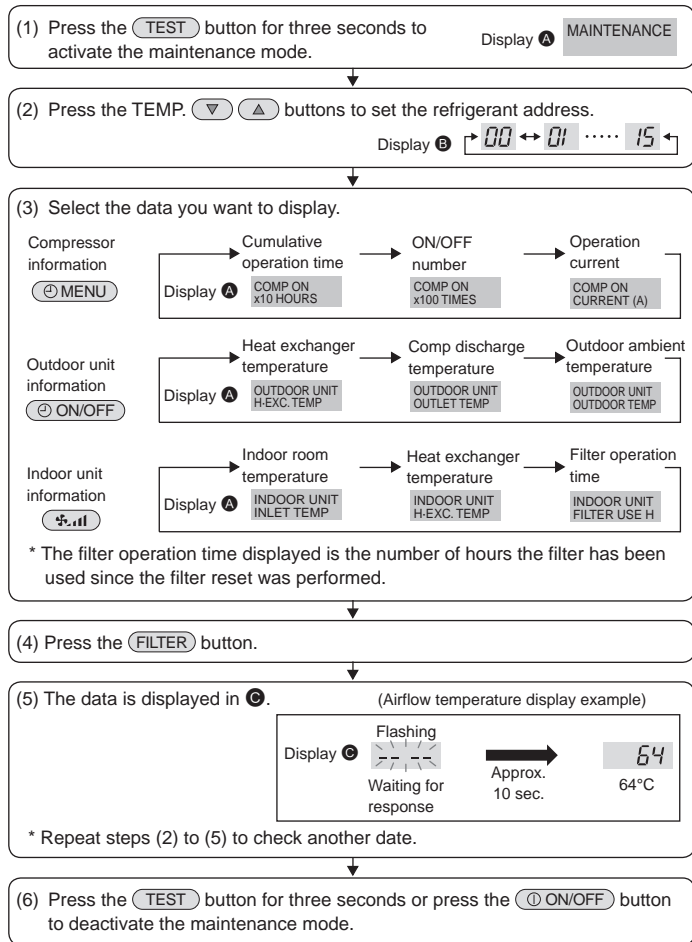 (1) Press the TEST button for three seconds to
activate the maintenance mode.
Display A MAINTENANCE
(2) Press the TEMP. ▽ △ buttons to set the refrigerant address.
Display B 00 ↔ 01 ····· 15
(3) Select the data you want to display.
Compressor
information
MENU
Cumulative
operation time
ON/OFF
number
Operation
current
Display A
COMP ON
x10 HOURS
COMP ON
x100 TIMES
COMP ON
CURRENT (A)
Outdoor unit
information
ON/OFF
Heat exchanger
temperature
Comp discharge
temperature
Outdoor ambient
temperature
Display A
OUTDOOR UNIT
H·EXC. TEMP
OUTDOOR UNIT
OUTLET TEMP
OUTDOOR UNIT
OUTDOOR TEMP
Indoor unit
information
Indoor room
temperature
Heat exchanger
temperature
Filter operation
time
Display A
INDOOR UNIT
INLET TEMP
INDOOR UNIT
H·EXC. TEMP
INDOOR UNIT
FILTER USE H
* The filter operation time displayed is the number of hours the filter has been
used since the filter reset was performed.
(4) Press the FILTER button.
(5) The data is displayed in C.
(Airflow temperature display example)
Display C
Flashing
-- --
Waiting for
response
Approx.
10 sec.
64
64°C
* Repeat steps (2) to (5) to check another date.
(6) Press the TEST button for three seconds or press the ON/OFF button
to deactivate the maintenance mode.